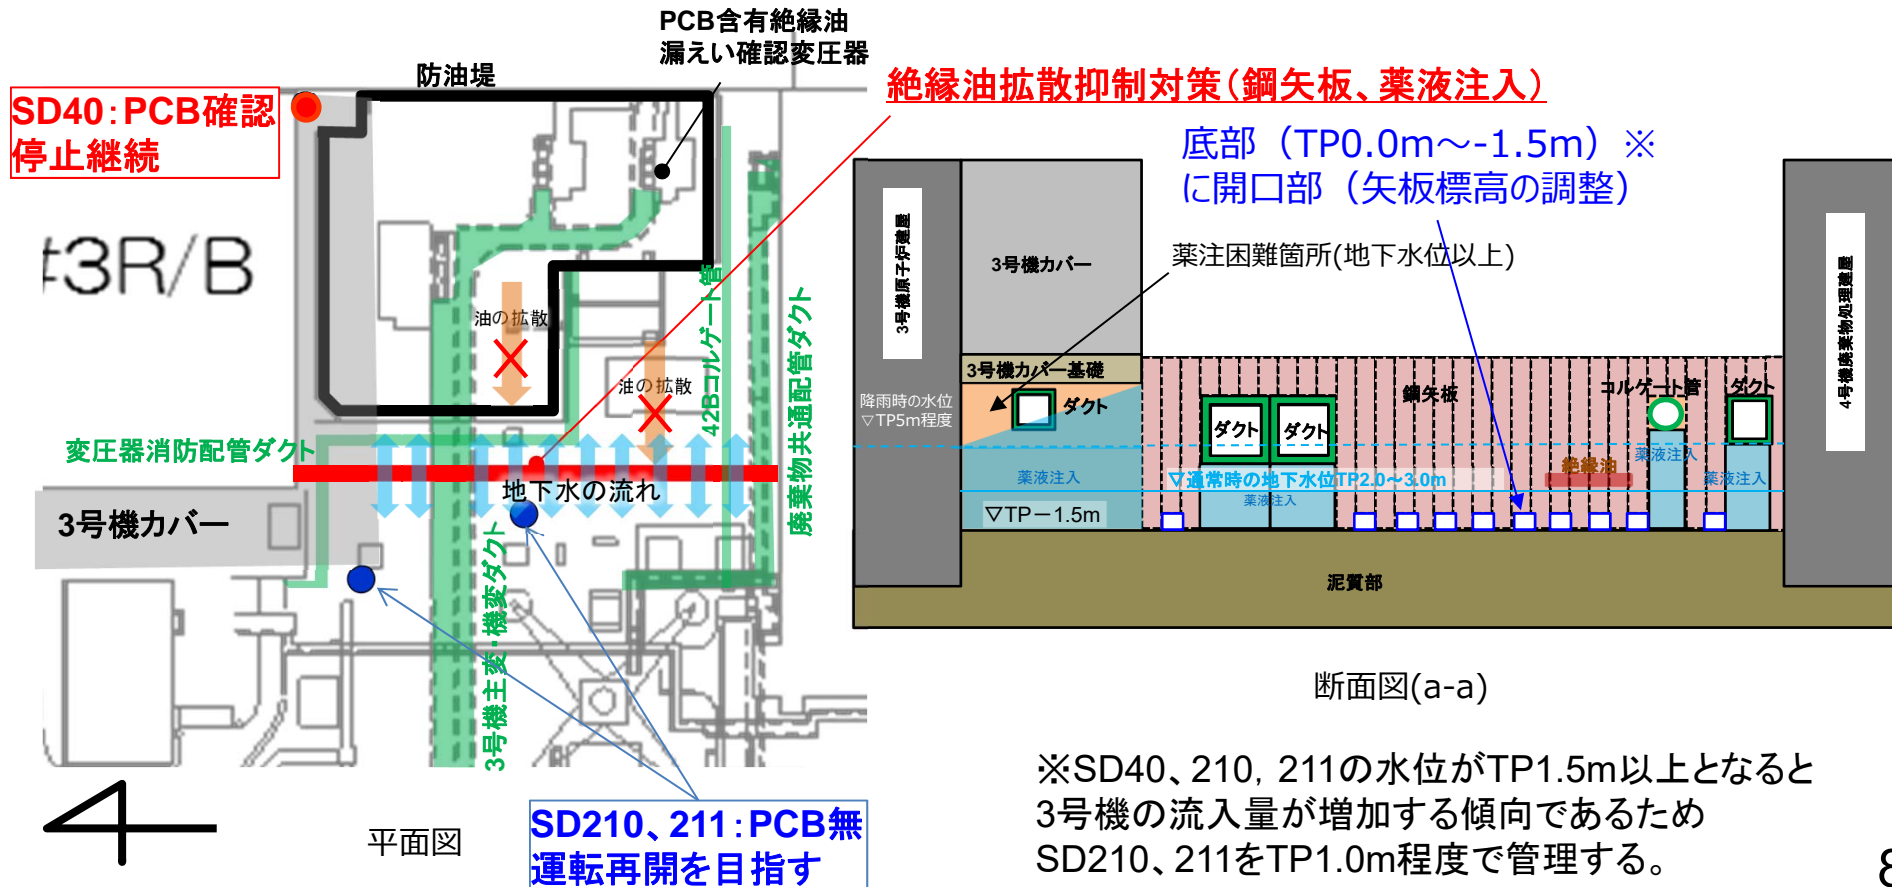 PCB含有絶縁油
漏えい確認変圧器
防油堤
SD40：PCB確認
停止継続
#3R/B
油の拡散
油の拡散
42Bコルゲート管
廃棄物共通配管ダクト
変圧器消防配管ダクト
地下水の流れ
3号機カバー
3号機主変・機変ダクト
平面図
SD210、211：PCB無
運転再開を目指す
絶縁油拡散抑制対策（鋼矢板、薬液注入）
底部（TP0.0m～-1.5m）※
に開口部（矢板標高の調整）
薬注困難箇所(地下水位以上)
3号機原子炉建屋
3号機カバー
3号機カバー基礎
降雨時の水位
▽TP5m程度
ダクト
ダクト
ダクト
鋼矢板
コルゲート管
ダクト
4号機廃棄物処理建屋
薬液注入
▽通常時の地下水位TP2.0～3.0m
薬液注入
絶縁油
薬液注入
薬液注入
▽TP－1.5m
泥質部
断面図(a-a)
※SD40、210, 211の水位がTP1.5m以上となると
3号機の流入量が増加する傾向であるため
SD210、211をTP1.0m程度で管理する。